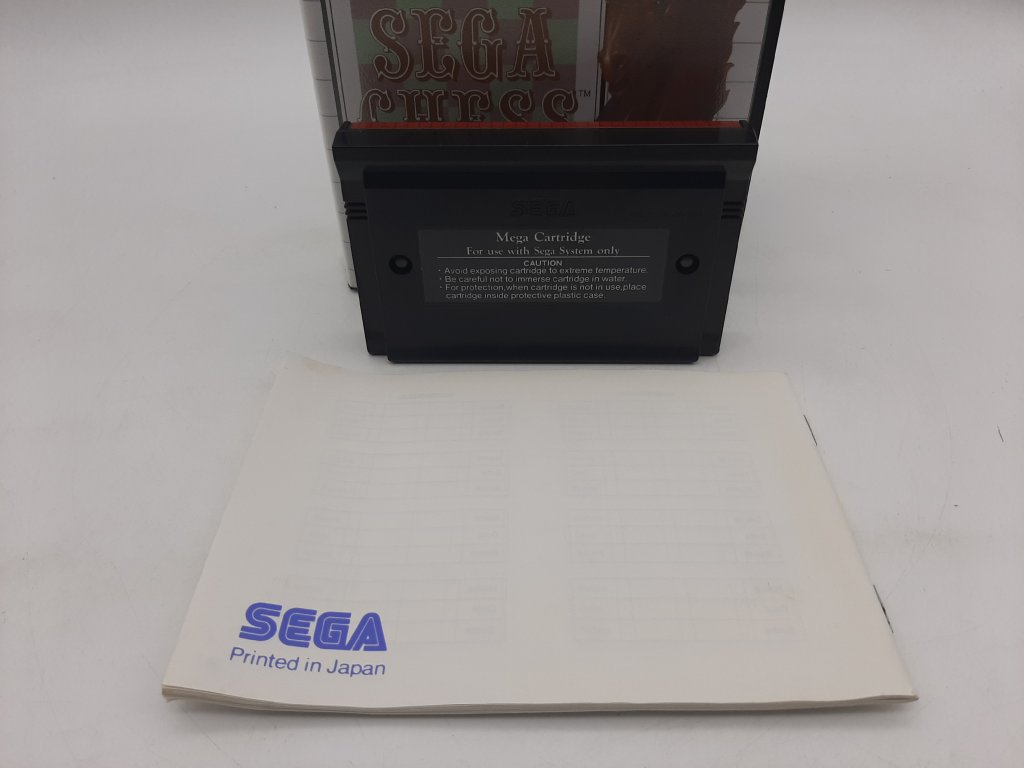 SEGA
CHESS
™
SEGA
Mega Cartridge
For use with Sega System only
CAUTION
· Avoid exposing cartridge to extreme temperature.
· Be careful not to immerse cartridge in water.
· For protection,when cartridge is not in use,place
cartridge inside protective plastic case.
SEGA
Printed in Japan